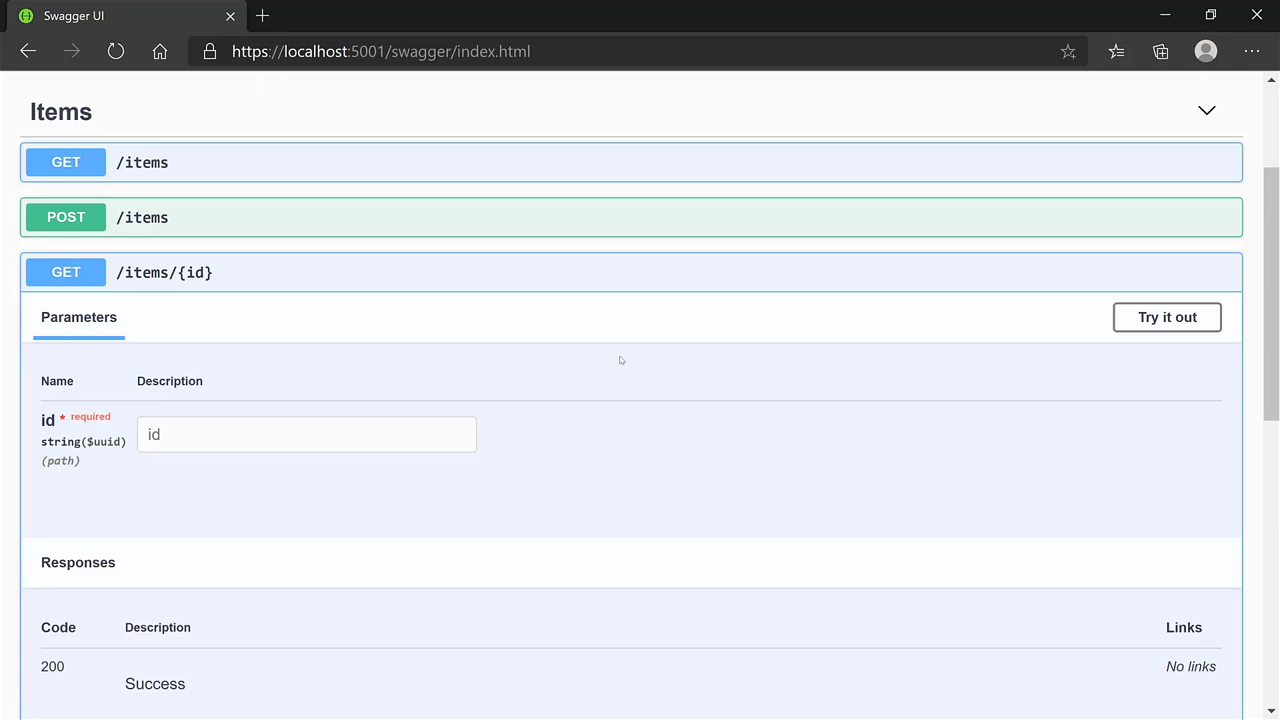 Swagger UI
https://localhost:5001/swagger/index.html
Items
GET /items
POST /items
GET /items/{id}
Parameters
Try it out
Name Description
id * required
string($uuid)
(path)
id
Responses
Code Description Links
200
Success
No links